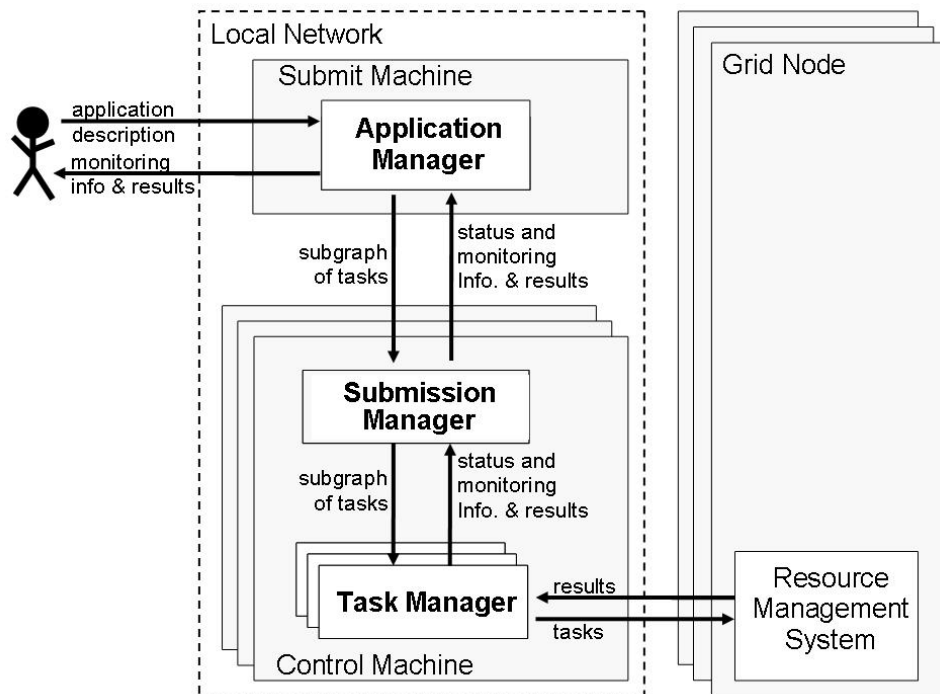 Local Network
Submit Machine
Grid Node
application
description
monitoring
info & results
Application
Manager
subgraph
of tasks
status and
monitoring
Info. & results
Submission
Manager
subgraph
of tasks
status and
monitoring
Info. & results
Task Manager
results
tasks
Resource
Management
System
Control Machine